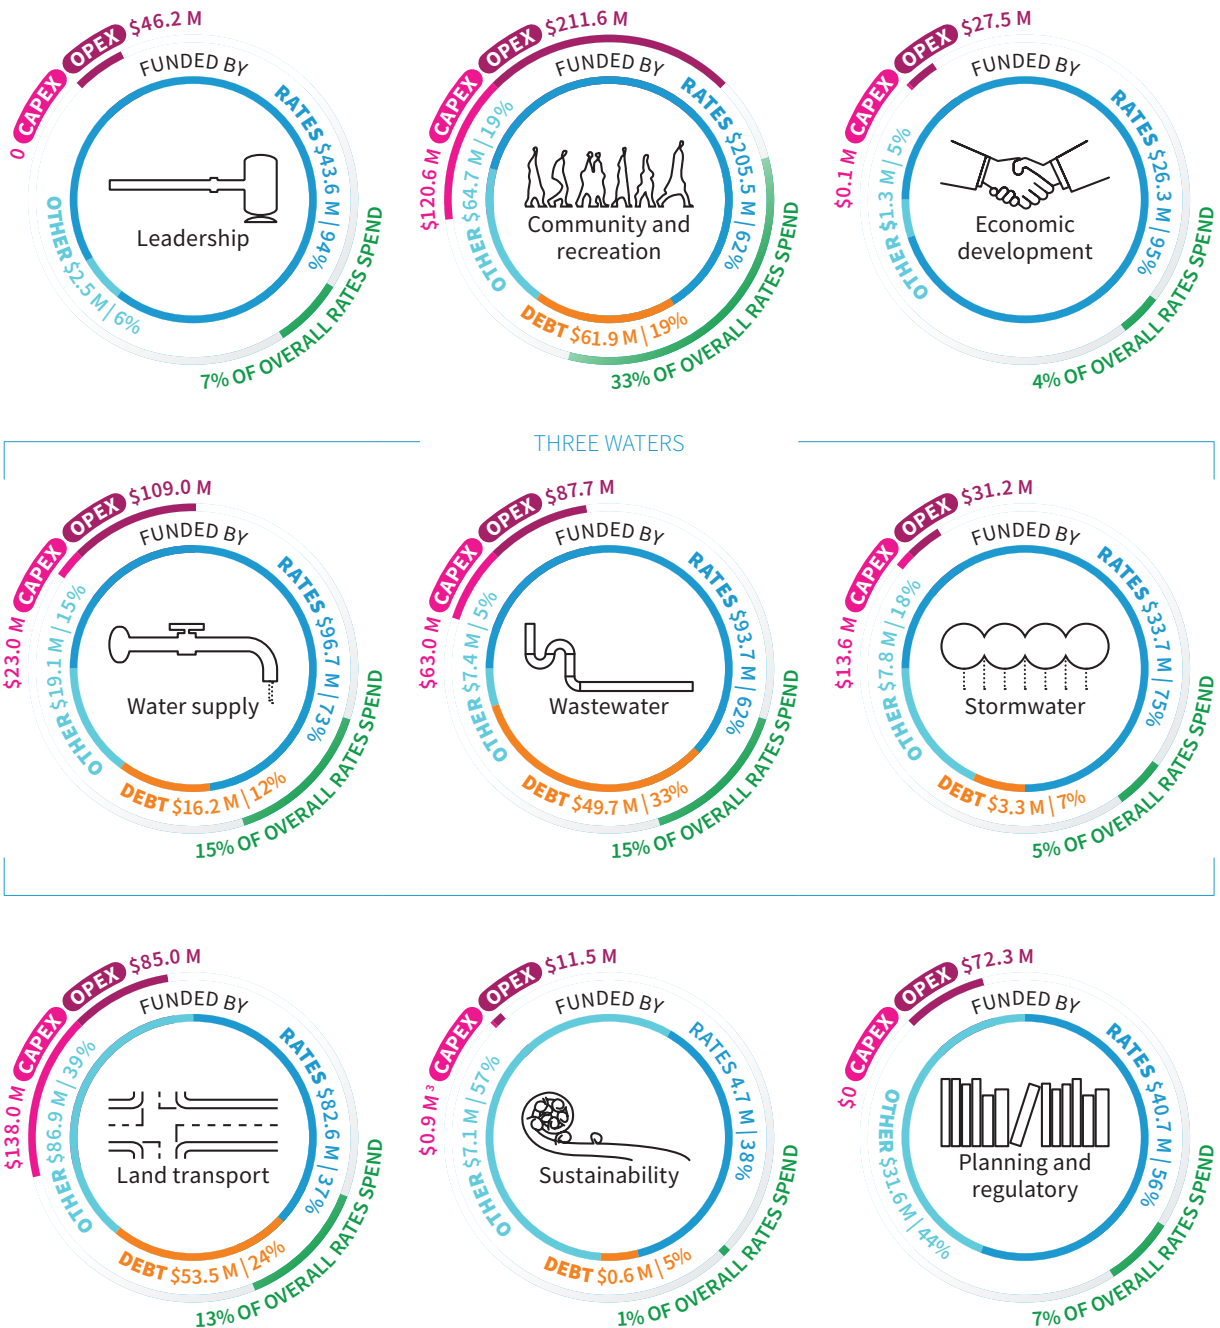 0 CAPEX OPEX $46.2 M
FUNDED BY
RATES $43.6 M | 94%
OTHER $2.5 M | 6%
Leadership
7% OF OVERALL RATES SPEND
$120.6 M CAPEX OPEX $211.6 M
FUNDED BY
RATES $205.5 M | 62%
OTHER $64.7 M | 19%
DEBT $61.9 M | 19%
Community and
recreation
33% OF OVERALL RATES SPEND
$0.1 M CAPEX OPEX $27.5 M
FUNDED BY
RATES $26.3 M | 95%
OTHER $1.3 M | 5%
Economic
development
4% OF OVERALL RATES SPEND
THREE WATERS
$23.0 M CAPEX OPEX $109.0 M
FUNDED BY
RATES $96.7 M | 73%
OTHER $19.1 M | 15%
DEBT $16.2 M | 12%
Water supply
15% OF OVERALL RATES SPEND
$63.0 M CAPEX OPEX $87.7 M
FUNDED BY
RATES $93.7 M | 62%
OTHER $7.4 M | 5%
DEBT $49.7 M | 33%
Wastewater
15% OF OVERALL RATES SPEND
$13.6 M CAPEX OPEX $31.2 M
FUNDED BY
RATES $33.7 M | 75%
OTHER $7.8 M | 18%
DEBT $3.3 M | 7%
Stormwater
5% OF OVERALL RATES SPEND
$138.0 M CAPEX OPEX $85.0 M
FUNDED BY
RATES $82.6 M | 37%
OTHER $86.9 M | 39%
DEBT $53.5 M | 24%
Land transport
13% OF OVERALL RATES SPEND
$0.9 M ³ CAPEX OPEX $11.5 M
FUNDED BY
RATES 4.7 M | 38%
OTHER $7.1 M | 57%
DEBT $0.6 M | 5%
Sustainability
1% OF OVERALL RATES SPEND
$0 CAPEX OPEX $72.3 M
FUNDED BY
RATES $40.7 M | 56%
OTHER $31.6M | 44%
Planning and
regulatory
7% OF OVERALL RATES SPEND